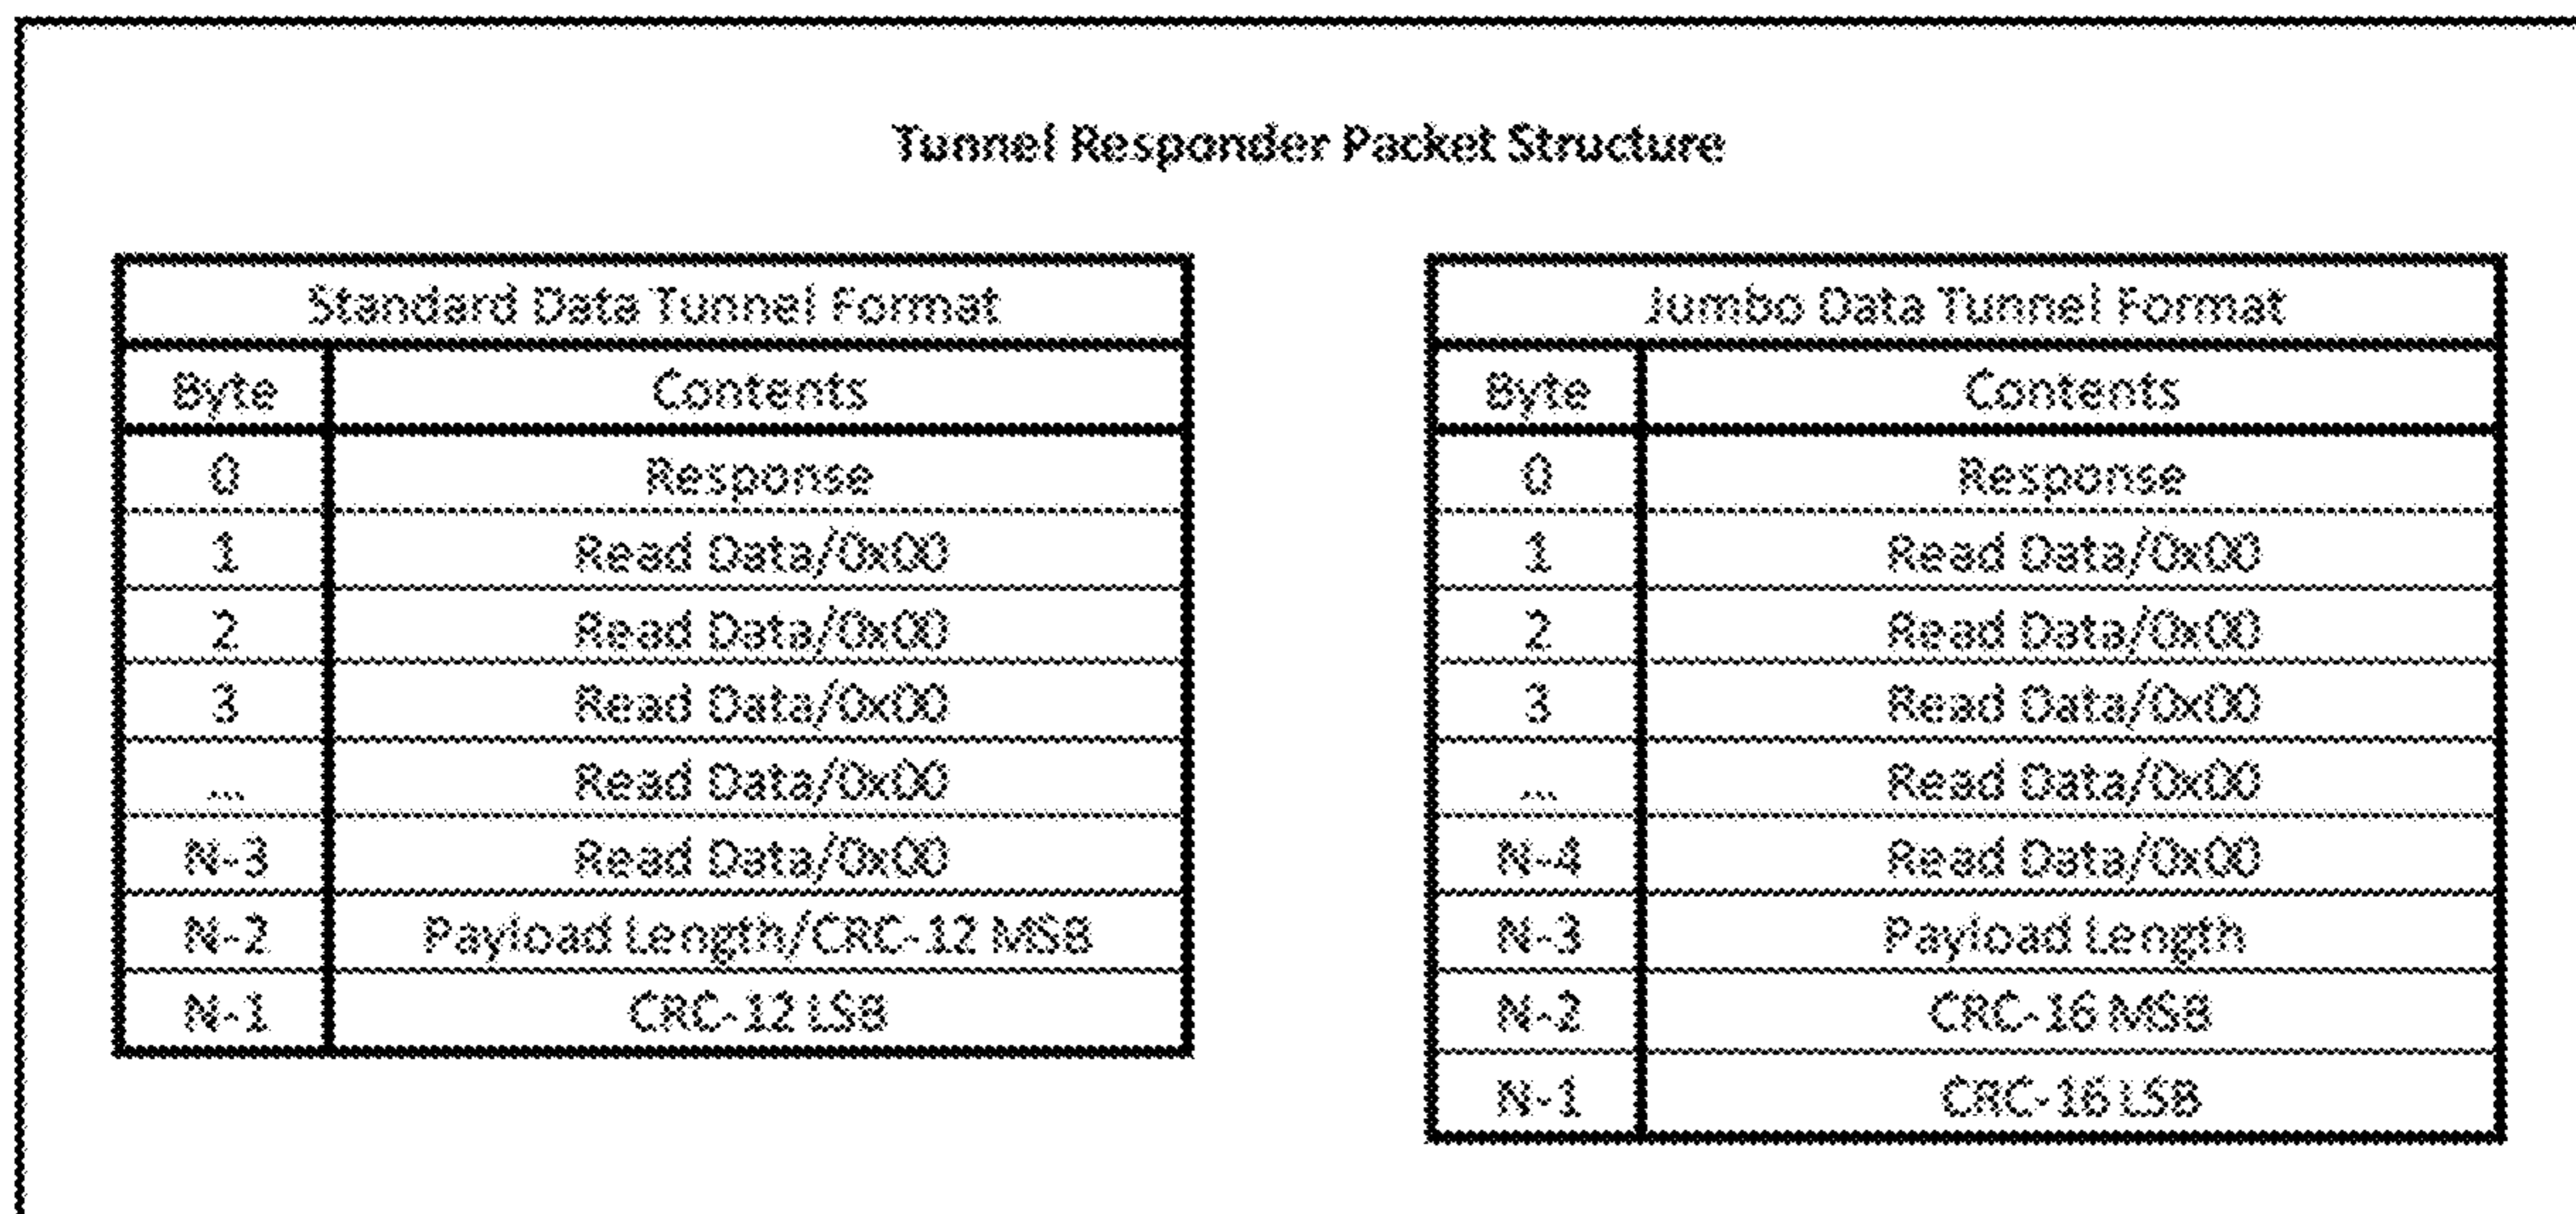 Tunnel Responder Packet Structure
Standard Data Tunnel Format
Byte Contents
0 Response
1 Read Data/0x00
2 Read Data/0x00
3 Read Data/0x00
... Read Data/0x00
N-3 Read Data/0x00
N-2 Payload Length/CRC-12 MSB
N-1 CRC-12 LSB
Jumbo Data Tunnel Format
Byte Contents
0 Response
1 Read Data/0x00
2 Read Data/0x00
3 Read Data/0x00
... Read Data/0x00
N-4 Read Data/0x00
N-3 Payload Length
N-2 CRC-16 MSB
N-1 CRC-16 LSB